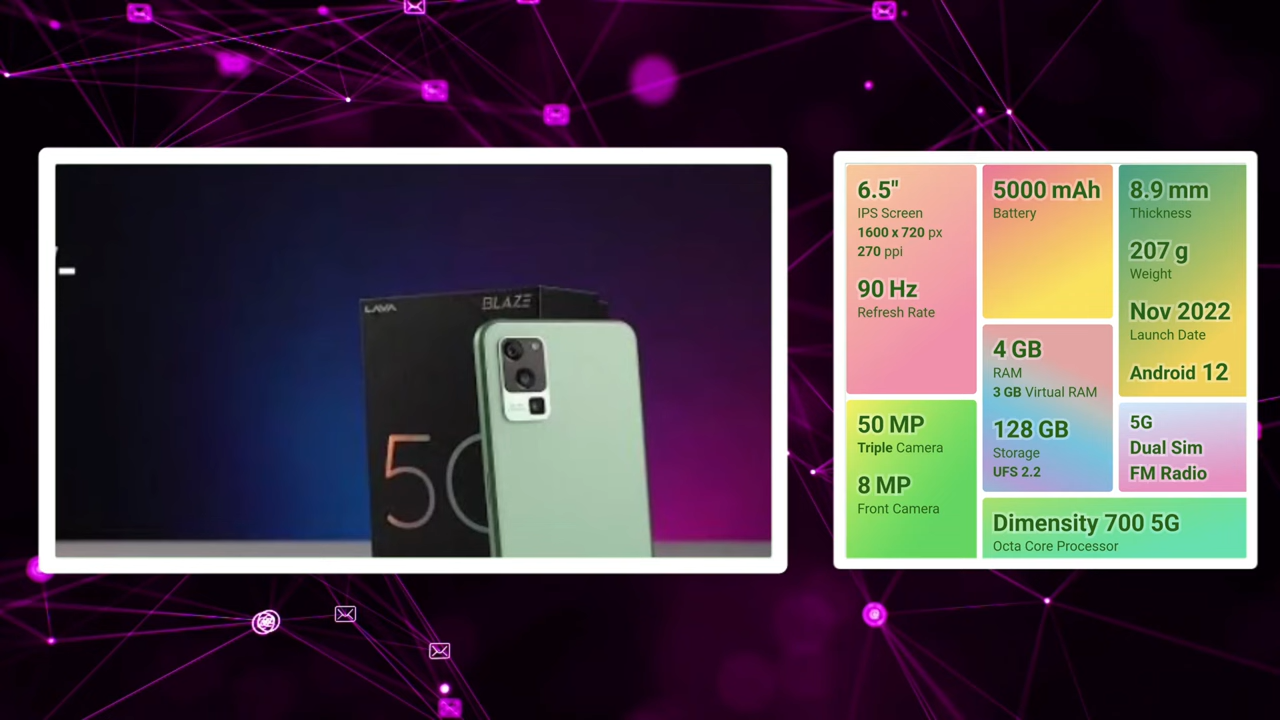 LAVA
BLAZE
5G
6.5"
IPS Screen
1600 x 720 px
270 ppi
90 Hz
Refresh Rate
50 MP
Triple Camera
8 MP
Front Camera
5000 mAh
Battery
4 GB
RAM
3 GB Virtual RAM
128 GB
Storage
UFS 2.2
8.9 mm
Thickness
207 g
Weight
Nov 2022
Launch Date
Android 12
5G
Dual Sim
FM Radio
Dimensity 700 5G
Octa Core Processor